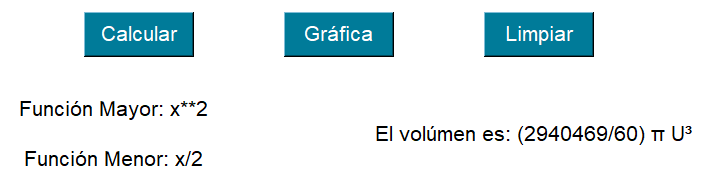 Calcular
Gráfica
Limpiar
Función Mayor: x**2
El volúmen es: (2940469/60) π U³
Función Menor: x/2